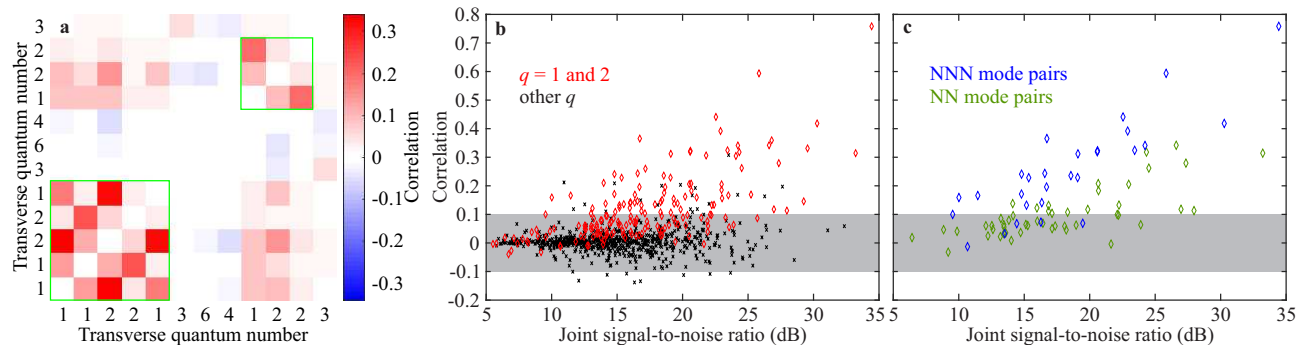 a
Transverse quantum number
3
2
2
1
4
6
3
1
2
2
1
1
1 1 2 2 1 3 6 4 1 2 2 3
Transverse quantum number
0.3
0.2
0.1
0
-0.1
-0.2
-0.3
Correlation
b
q = 1 and 2
other q
Correlation
0.8
0.6
0.4
0.3
0.2
0.1
0
-0.1
-0.2
5 10 15 20 25 30 35
Joint signal-to-noise ratio (dB)
c
NNN mode pairs
NN mode pairs
5 10 15 20 25 30 35
Joint signal-to-noise ratio (dB)